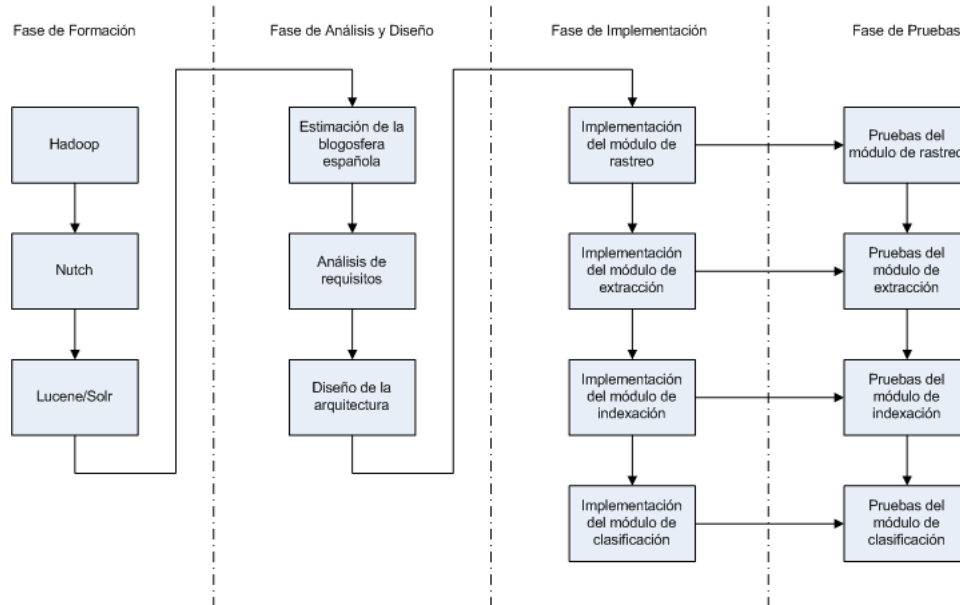 Fase de Formación
Fase de Análisis y Diseño
Fase de Implementación
Fase de Pruebas
Hadoop
Nutch
Lucene/Solr
Estimación de la
blogosfera
española
Análisis de
requisitos
Diseño de la
arquitectura
Implementación
del módulo de
rastreo
Implementación
del módulo de
extracción
Implementación
del módulo de
indexación
Implementación
del módulo de
clasificación
Pruebas del
módulo de rastreo
Pruebas del
módulo de
extracción
Pruebas del
módulo de
indexación
Pruebas del
módulo de
clasificación